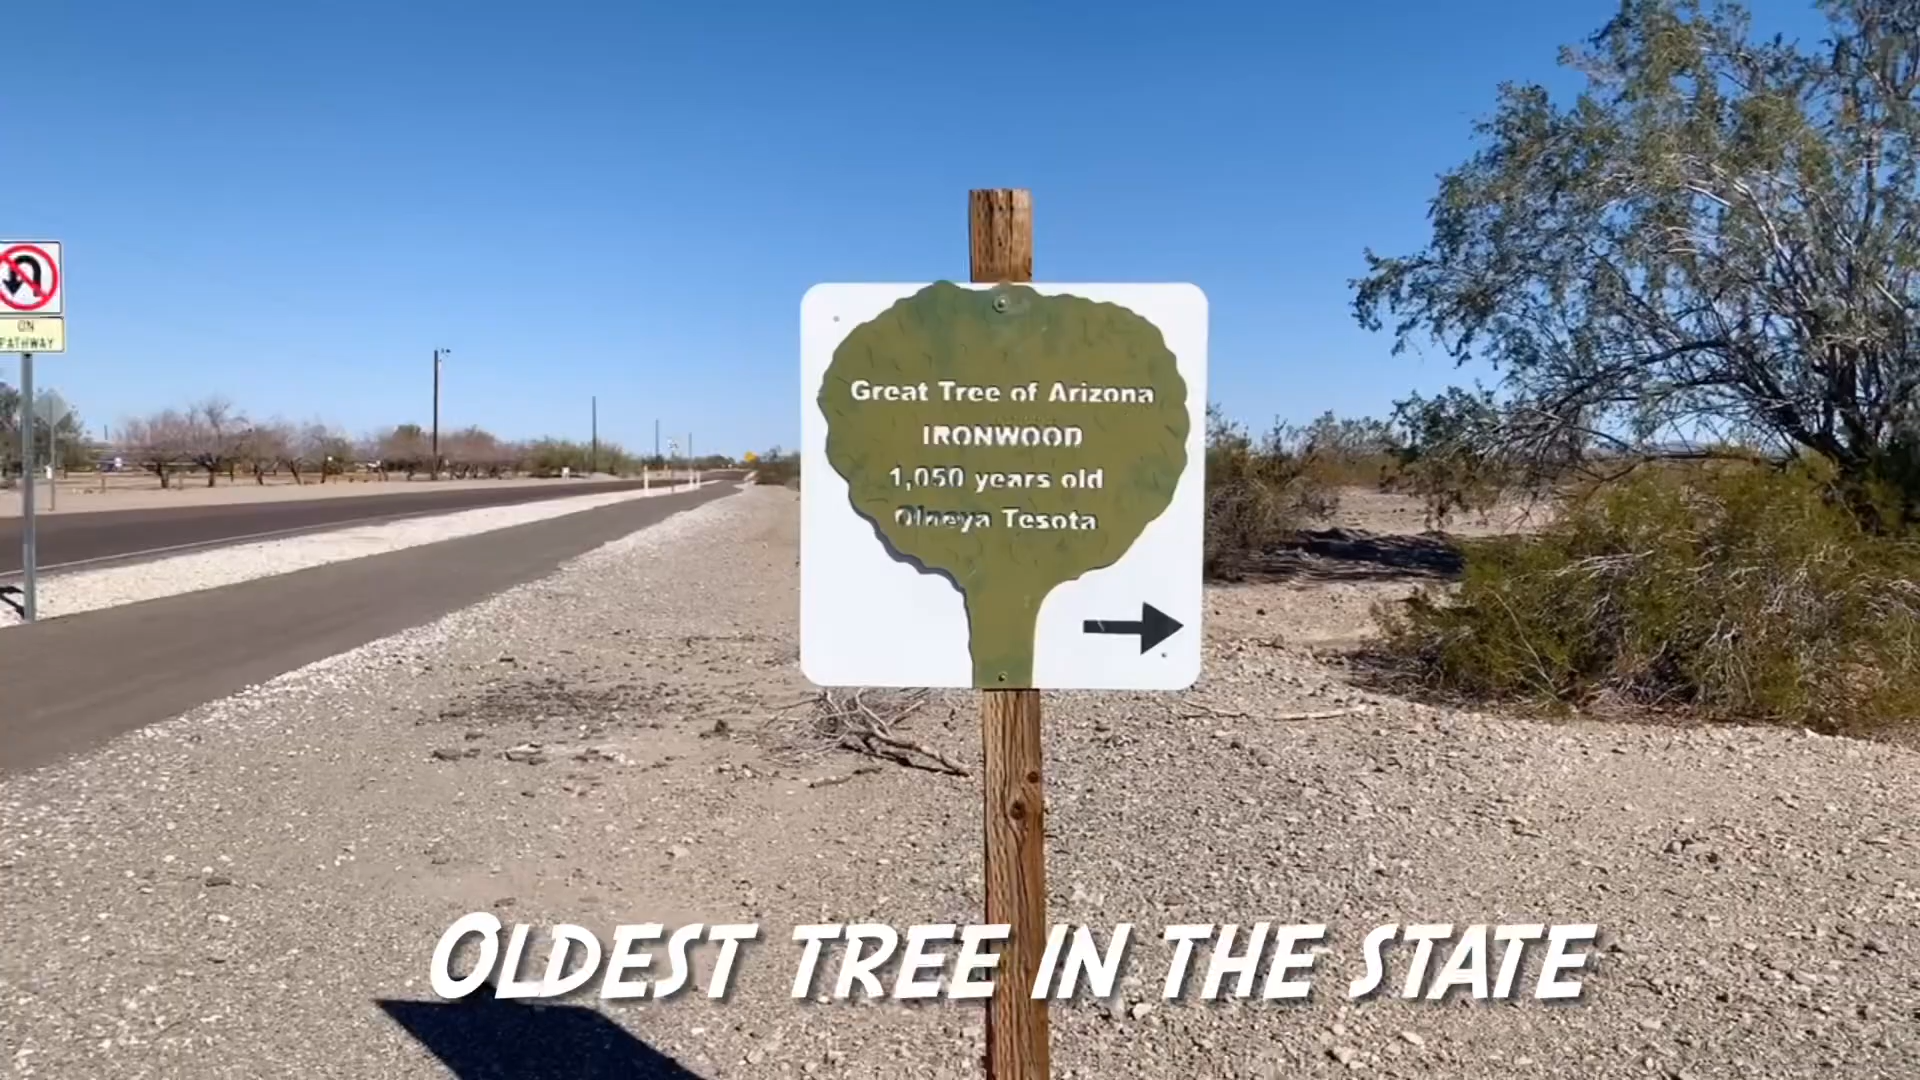 ON
PATHWAY
Great Tree of Arizona
IRONWOOD
1,050 years old
Olneya Tesota
OLDEST TREE IN THE STATE